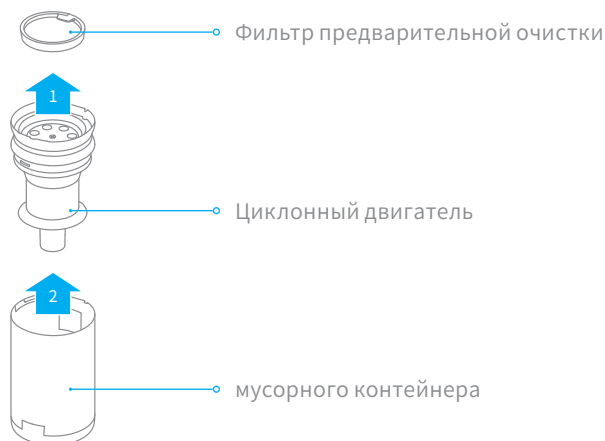 Фильтр предварительной очистки
1
Циклонный двигатель
2
мусорного контейнера